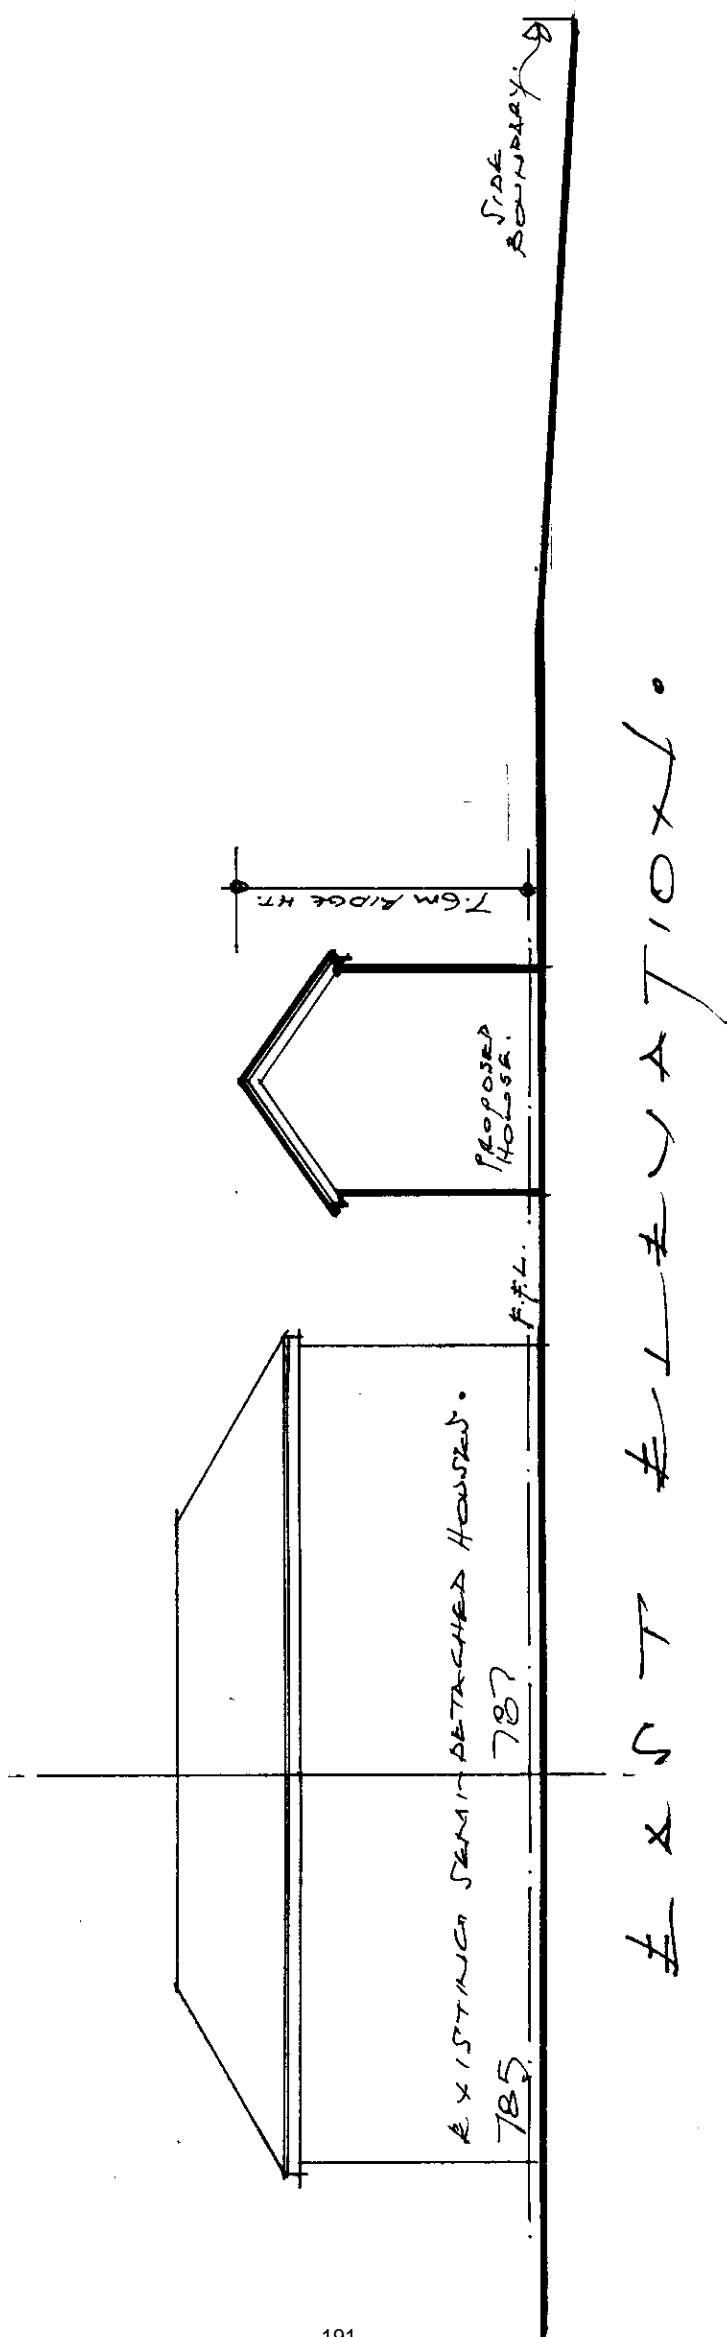 SIDE
BOUNDARY.
7.6M RIDGE HT.
PROPOSED
HOUSE.
F.F.L.
EXISTING SEMI-DETACHED HOUSES.
785 787
EAST ELEVATION.
191